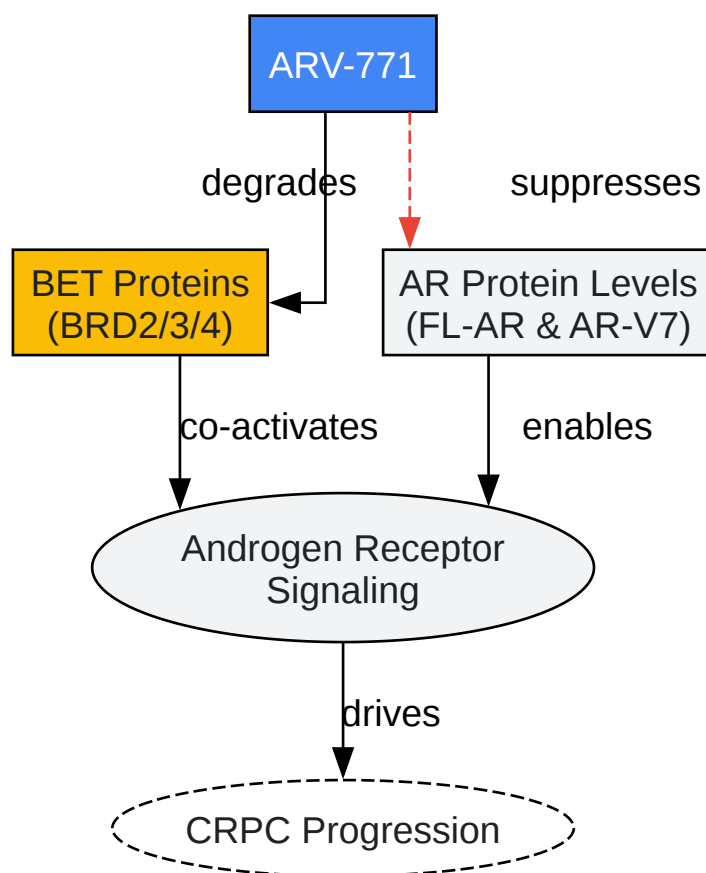 ARV-771
degrades
suppresses
BET Proteins
(BRD2/3/4)
AR Protein Levels
(FL-AR & AR-V7)
co-activates
enables
Androgen Receptor
Signaling
drives
CRPC Progression